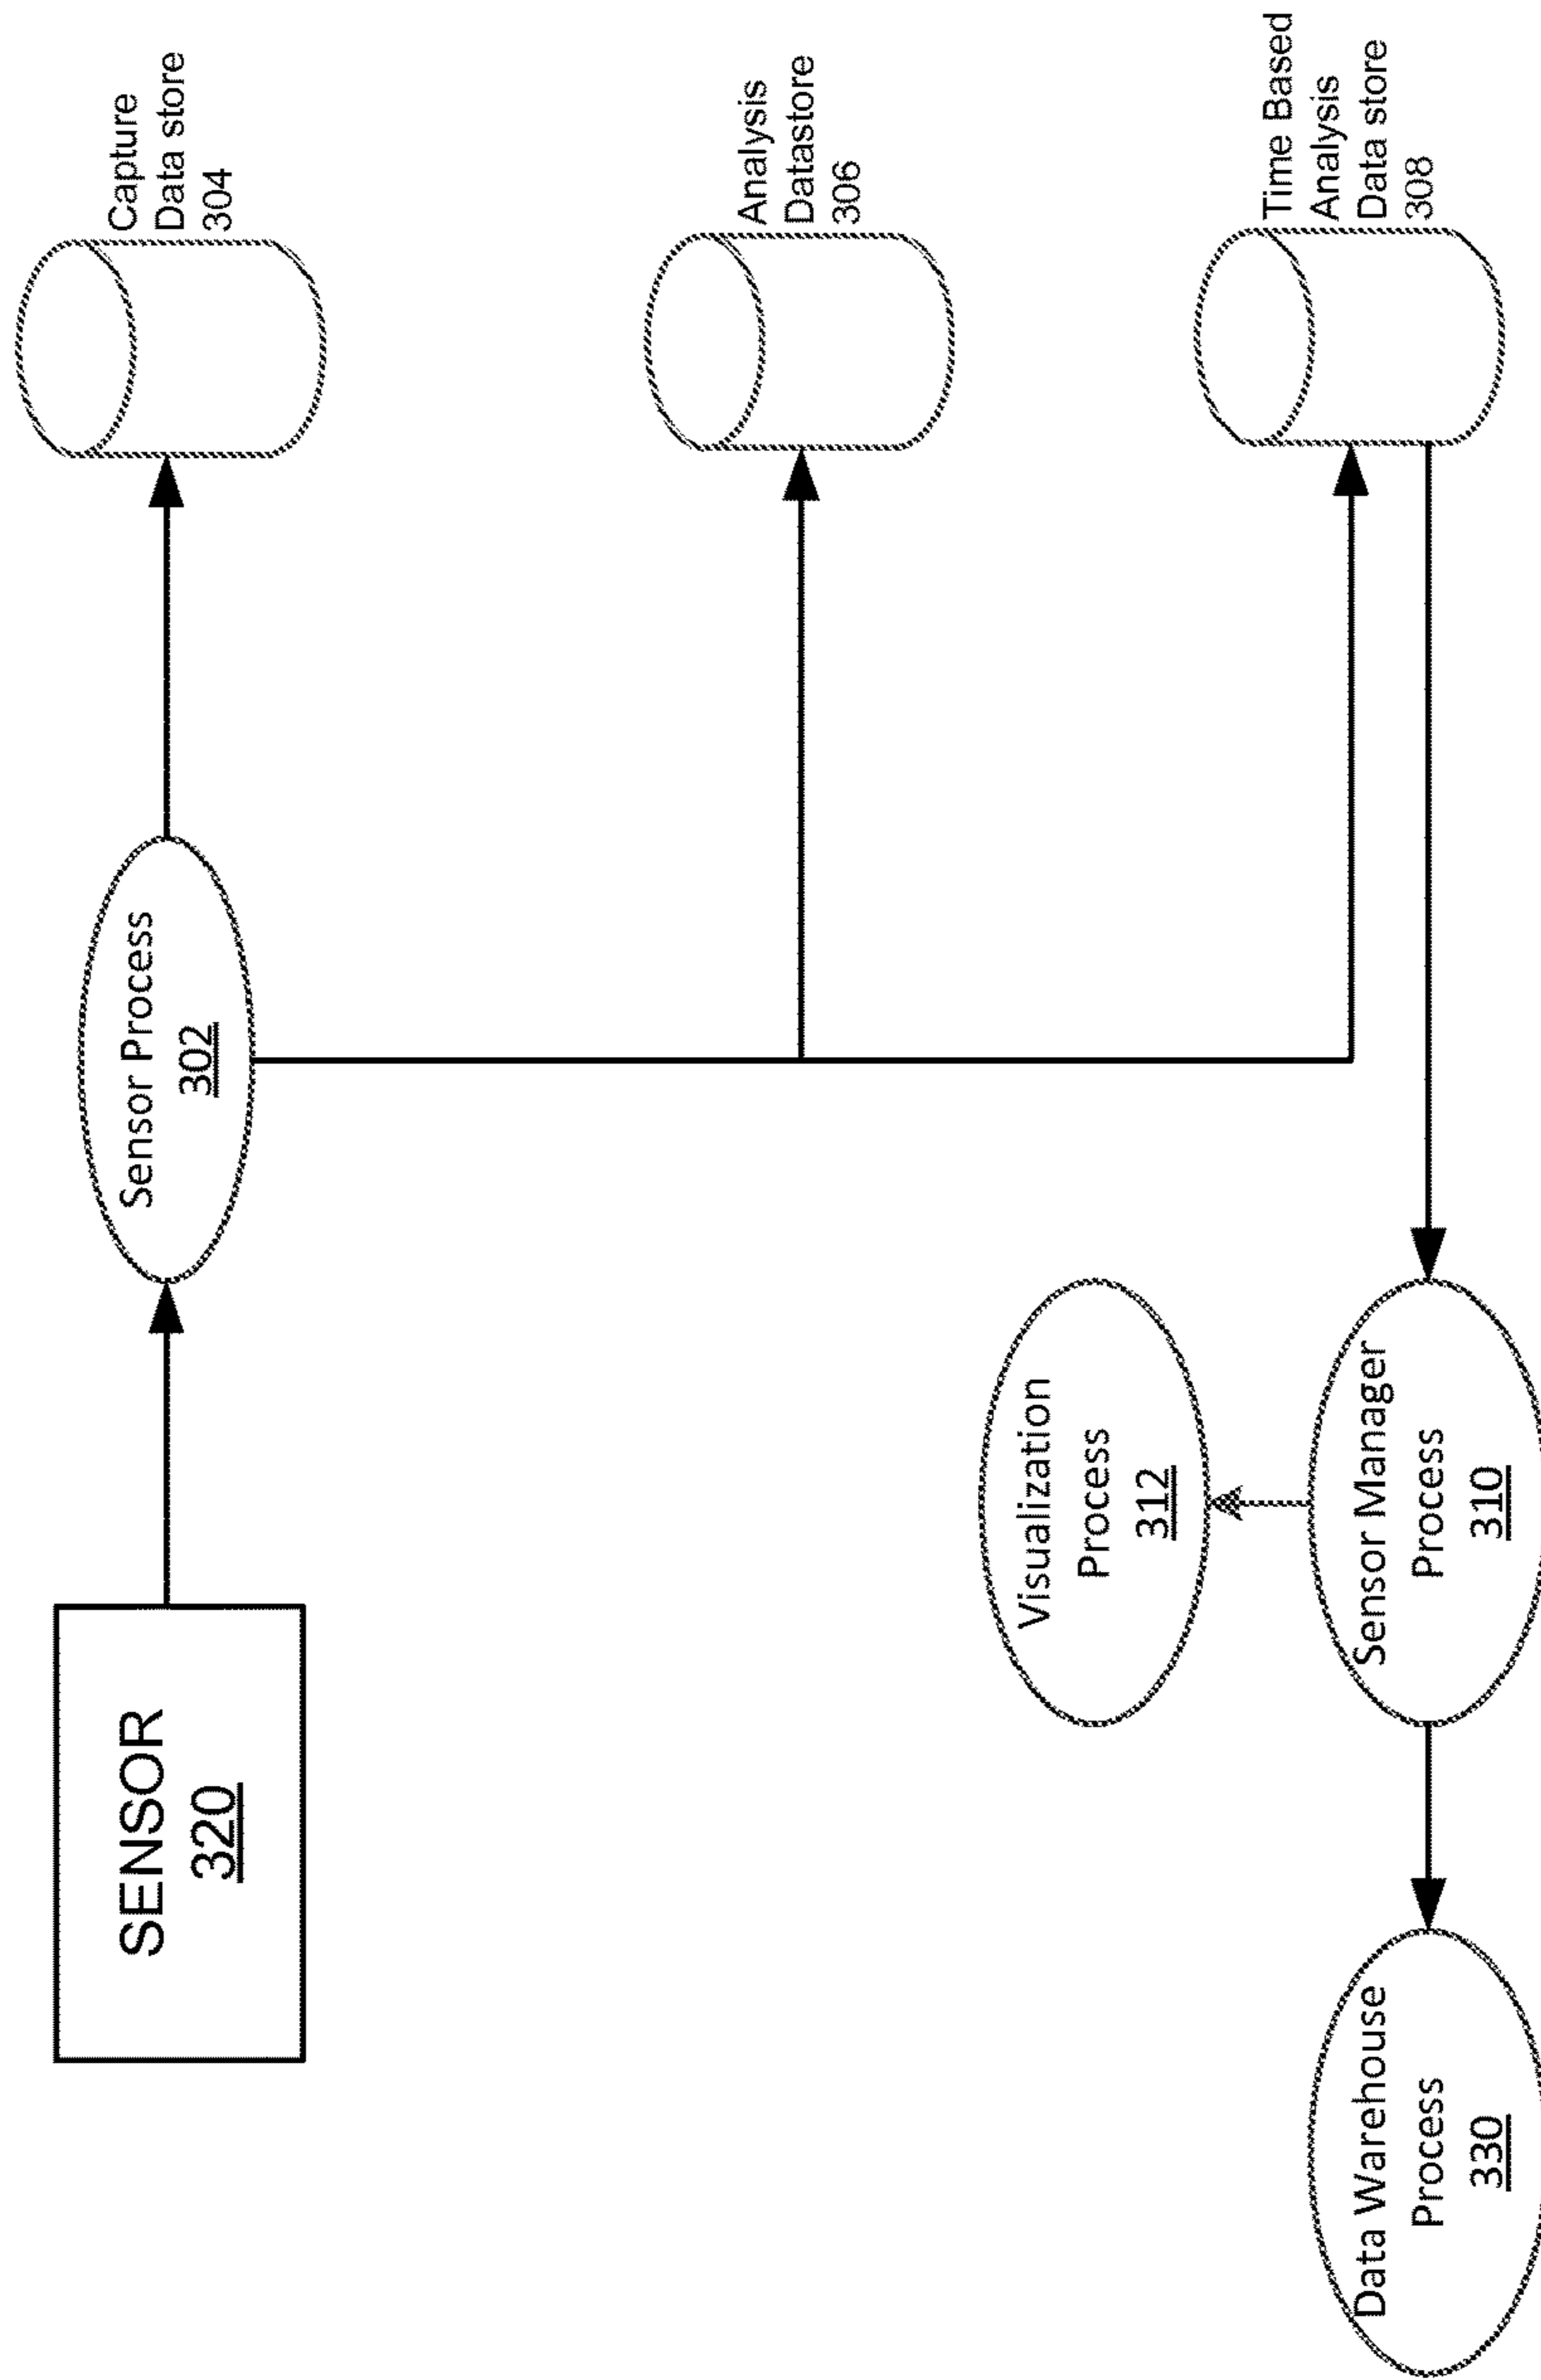 SENSOR
320
Sensor Process
302
Capture
Data store
304
Analysis
Datastore
306
Time Based
Analysis
Data store
308
Visualization
Process
312
Data Warehouse
Process
330
Sensor Manager
Process
310